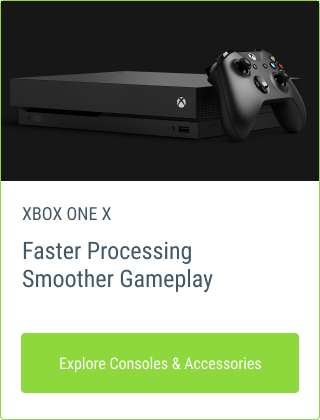 XBOX ONE X
Faster Processing
Smoother Gameplay
Explore Consoles & Accessories